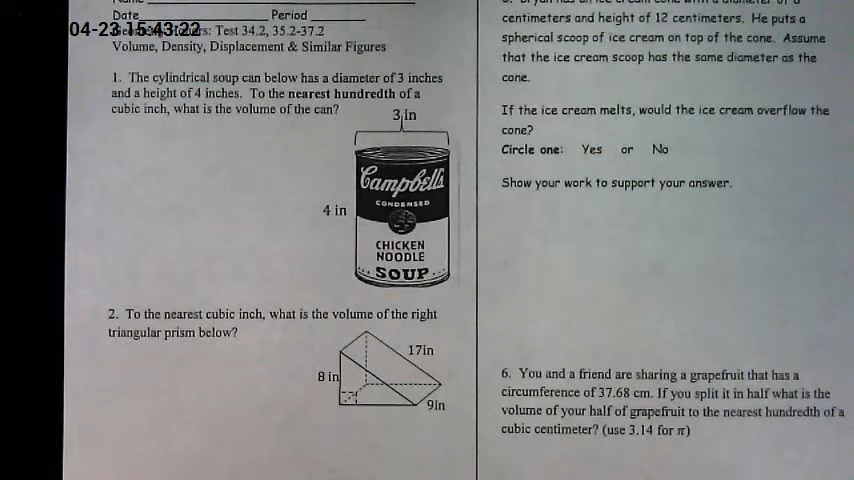 Name
Date Period
04-23 15:43:22
Geometry Honors: Test 34.2, 35.2-37.2
Volume, Density, Displacement & Similar Figures
1. The cylindrical soup can below has a diameter of 3 inches
and a height of 4 inches. To the nearest hundredth of a
cubic inch, what is the volume of the can?
3 in
4 in
Campbell's
CONDENSED
CHICKEN
NOODLE
SOUP
2. To the nearest cubic inch, what is the volume of the right
triangular prism below?
17in
8 in
9in
centimeters and height of 12 centimeters. He puts a
spherical scoop of ice cream on top of the cone. Assume
that the ice cream scoop has the same diameter as the
cone.
If the ice cream melts, would the ice cream overflow the
cone?
Circle one: Yes or No
Show your work to support your answer.
6. You and a friend are sharing a grapefruit that has a
circumference of 37.68 cm. If you split it in half what is the
volume of your half of grapefruit to the nearest hundredth of a
cubic centimeter? (use 3.14 for π)